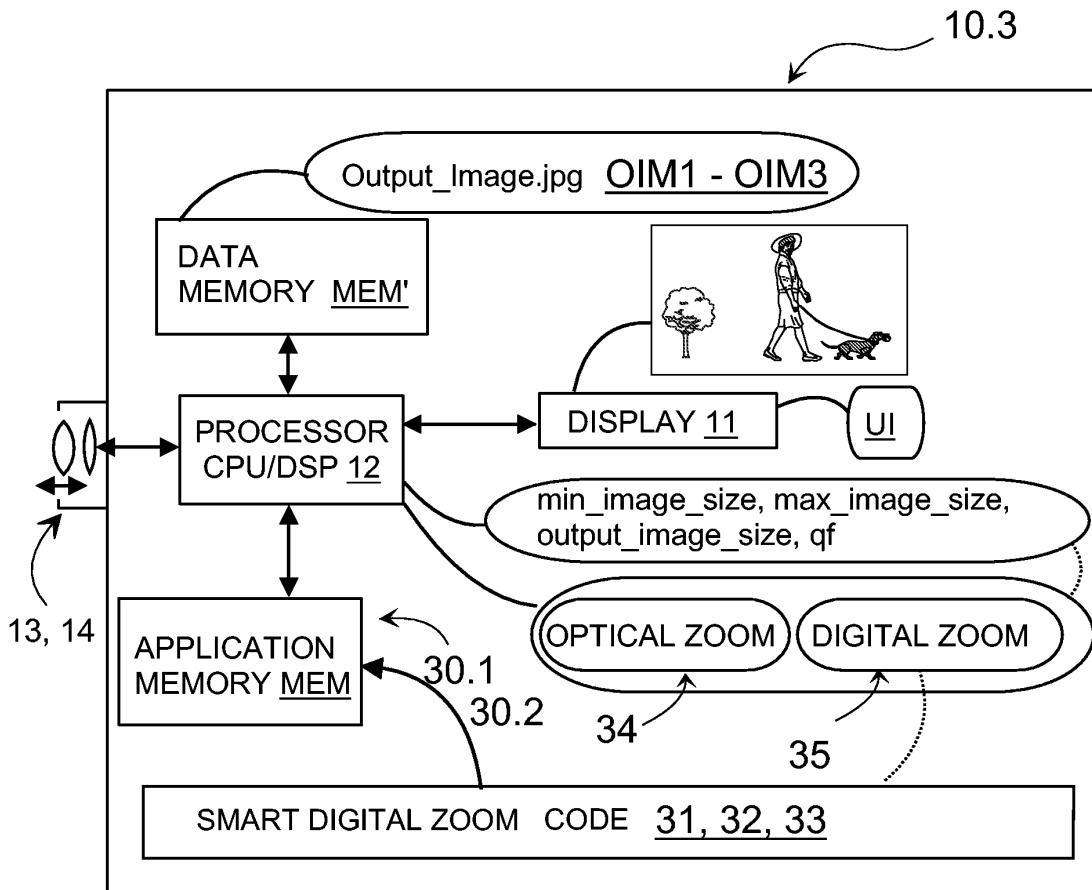 10.3
Output_Image.jpg OIM1 - OIM3
DATA
MEMORY MEM'
PROCESSOR
CPU/DSP 12
DISPLAY 11
UI
min_image_size, max_image_size,
output_image_size, qf
13, 14
APPLICATION
MEMORY MEM
30.1
30.2
OPTICAL ZOOM
DIGITAL ZOOM
34
35
SMART DIGITAL ZOOM CODE 31, 32, 33